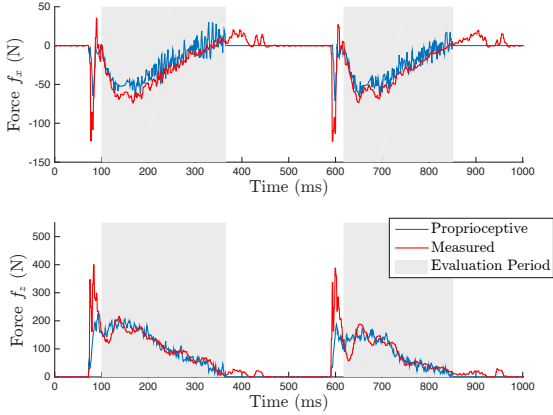 50
0
-50
-100
-150
Force f_x (N)
0 100 200 300 400 500 600 700 800 900 1000
Time (ms)
Proprioceptive
Measured
Evaluation Period
500
400
300
200
100
0
Force f_z (N)
0 100 200 300 400 500 600 700 800 900 1000
Time (ms)